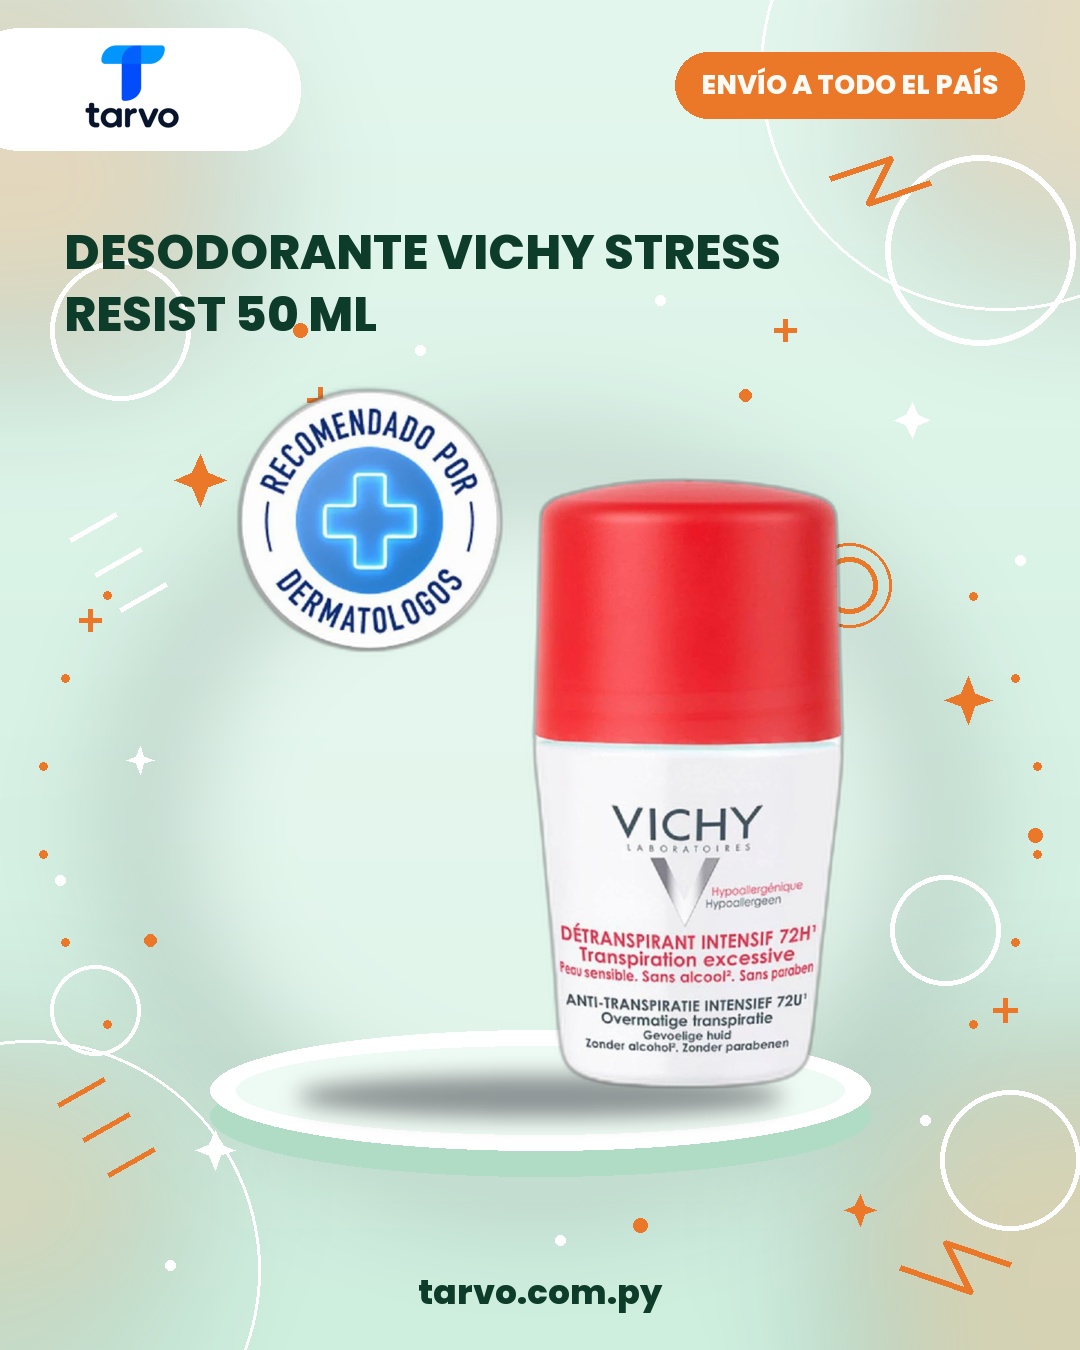 tarvo
ENVÍO A TODO EL PAÍS
DESODORANTE VICHY STRESS
RESIST 50 ML
RECOMENDADO POR
DERMATOLOGOS
VICHY
LABORATOIRES
Hypoallergénique
Hypoallergeen
DÉTRANSPIRANT INTENSIF 72H¹
Transpiration excessive
Peau sensible. Sans alcool². Sans paraben
ANTI-TRANSPIRATIE INTENSIEF 72U¹
Overmatige transpiratie
Gevoelige huid
Zonder alcohol². Zonder parabenen
tarvo.com.py